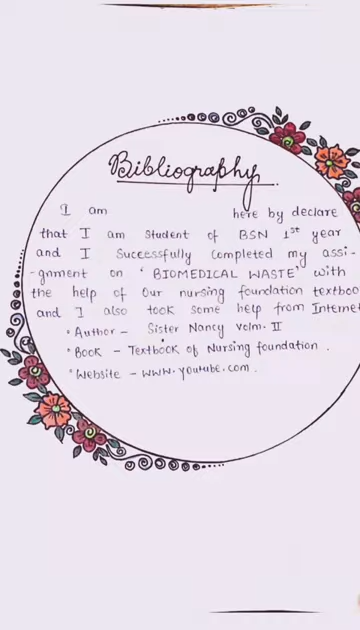 Bibliography
I am here by declare
that I am student of BSN 1st year
and I Successfully completed my assi-
-gnment on 'BIOMEDICAL WASTE' with
the help of Our nursing foundation textboo
and I also took some help from Interne
• Author - Sister Nancy volm. II
• Book - Textbook of Nursing foundation .
• Website - www.youtube.com .